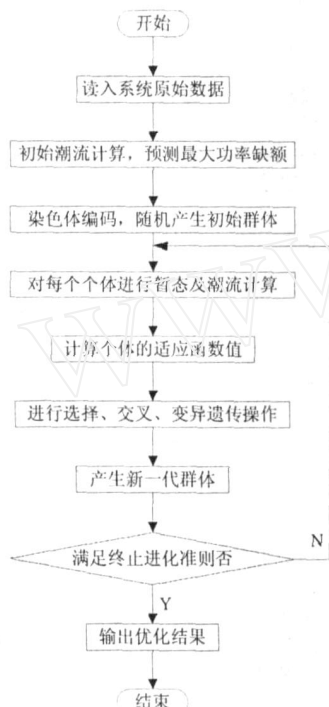 开始
读入系统原始数据
初始潮流计算，预测最大功率缺额
染色体编码，随机产生初始群体
对每个个体进行暂态及潮流计算
计算个体的适应函数值
进行选择、交叉、变异遗传操作
产生新一代群体
满足终止进化准则否
N
Y
输出优化结果
结束